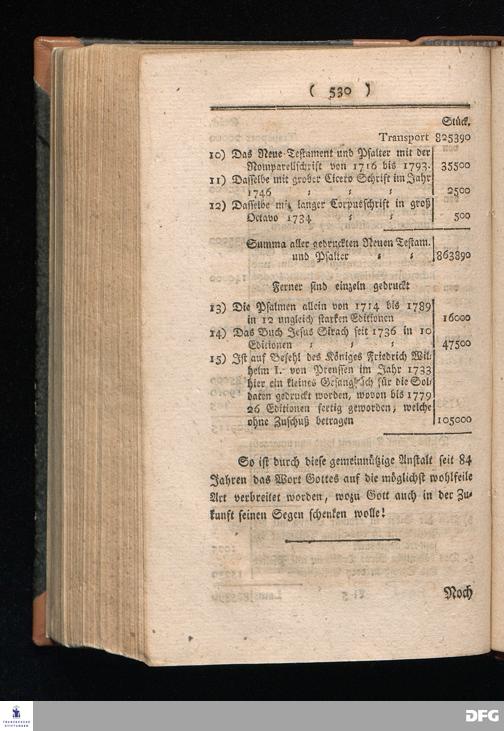 ( 530 )
Stück.
Transport 825390
10) Das Neue Testament und Psalter mit der
Nomparellschrift von 1716 bis 1793. 35500
11) Dasselbe mit grober Cicero Schrift im Jahr
1746 ⸗ ⸗ ⸗ 2500
12) Dasselbe mit langer Corpusschrift in groß
Octavo 1734 ⸗ ⸗ 500
Summa aller gedruckten Neuen Testam.
und Psalter ⸗ ⸗ 863890
Ferner sind einzeln gedruckt
13) Die Psalmen allein von 1714 bis 1789
in 12 ungleich starken Editionen 16000
14) Das Buch Jesus Sirach seit 1736 in 10
Editionen ⸗ ⸗ ⸗ 47500
15) Ist auf Befehl des Königes Friedrich Wil⸗
helm I. von Preussen im Jahr 1733
hier ein kleines Gesangbuch für die Sol⸗
daten gedruckt worden, wovon bis 1779
26 Editionen fertig geworden, welche
ohne Zuschuß betragen 105000
So ist durch diese gemeinnützige Anstalt seit 84
Jahren das Wort Gottes auf die möglichst wohlfeile
Art verbreitet worden, wozu Gott auch in der Zu⸗
kunft seinen Segen schenken wolle!
Noch
FRANCKESCHE
STIFTUNGEN
DFG